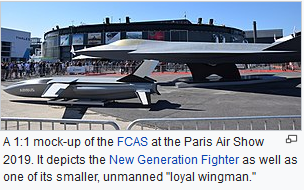 A 1:1 mock-up of the FCAS at the Paris Air Show
2019. It depicts the New Generation Fighter as well as
one of its smaller, unmanned "loyal wingman."